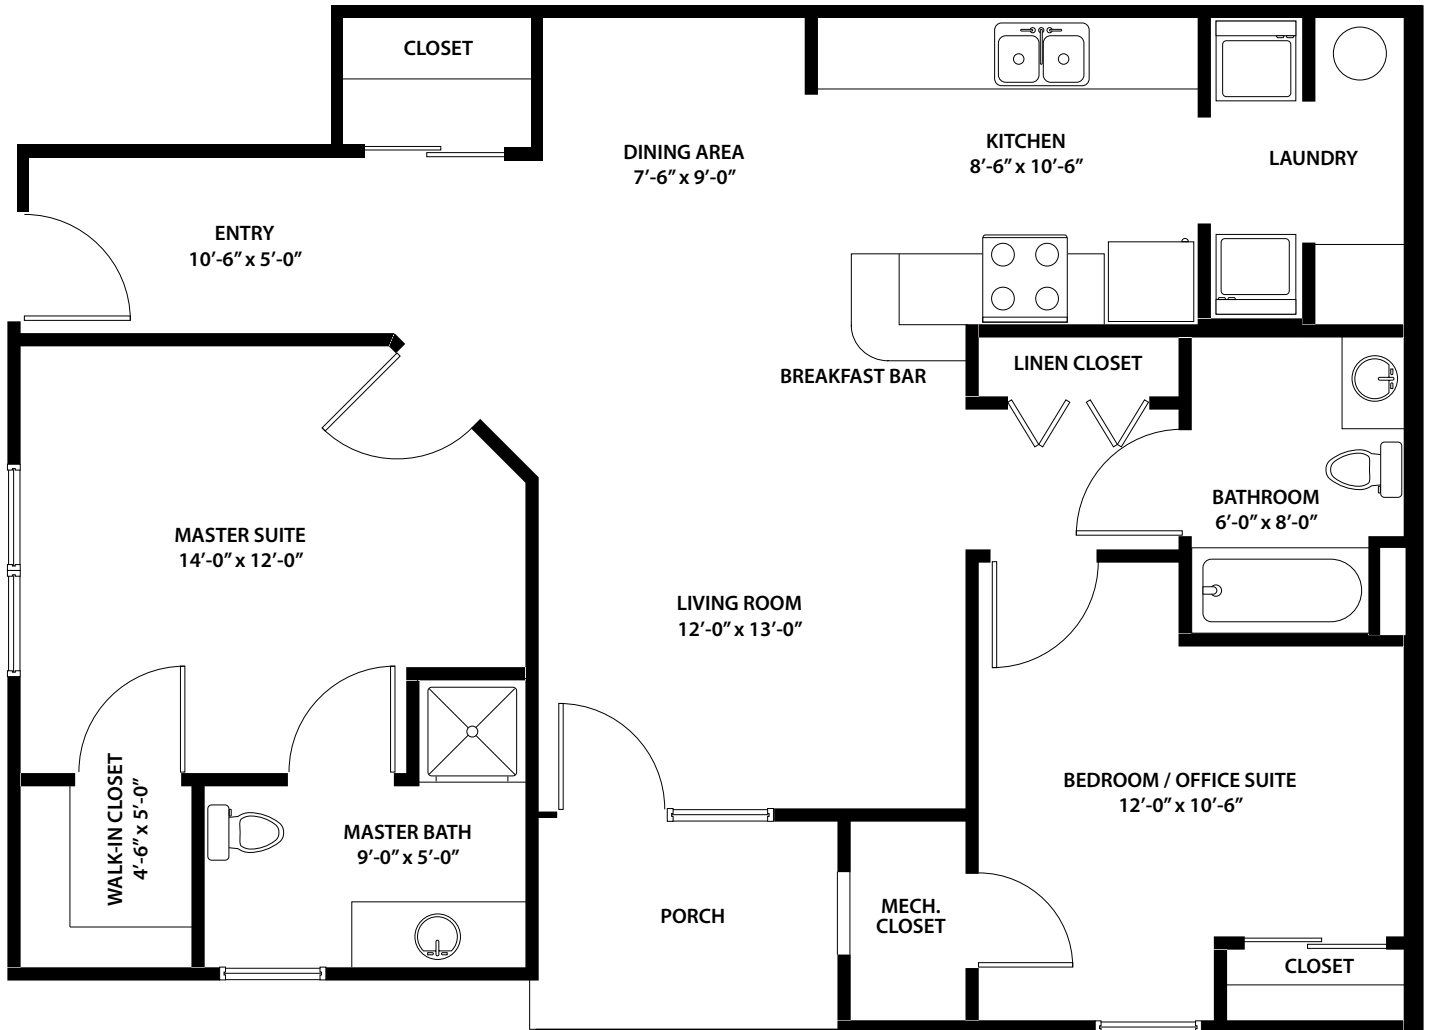 CLOSET
DINING AREA
7’-6” x 9’-0”
KITCHEN
8’-6” x 10’-6”
LAUNDRY
ENTRY
10’-6” x 5’-0”
BREAKFAST BAR
LINEN CLOSET
MASTER SUITE
14’-0” x 12’-0”
BATHROOM
6’-0” x 8’-0”
LIVING ROOM
12’-0” x 13’-0”
BEDROOM / OFFICE SUITE
12’-0” x 10’-6”
WALK-IN CLOSET
4’-6” x 5’-0”
MASTER BATH
9’-0” x 5’-0”
PORCH
MECH.
CLOSET
CLOSET